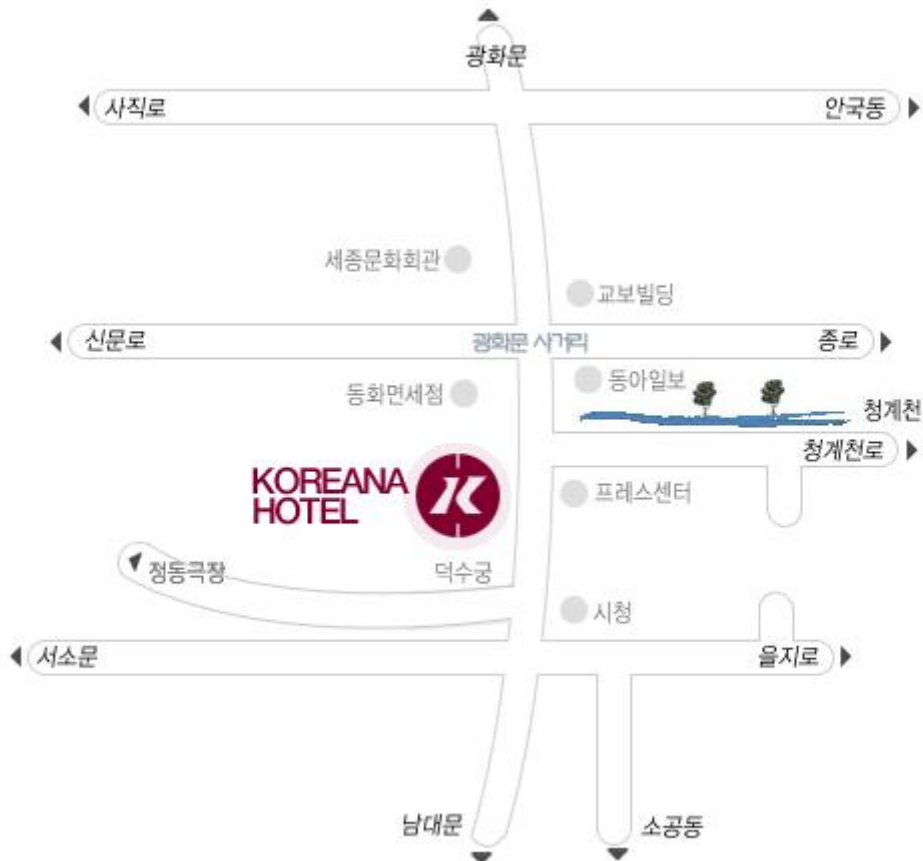 광화문
사직로
안국동
세종문화회관
교보빌딩
신문로
광화문 사거리
종로
동화면세점
동아일보
청계천
청계천로
KOREANA
HOTEL
프레스센터
정동극장
덕수궁
시청
서소문
을지로
남대문
소공동